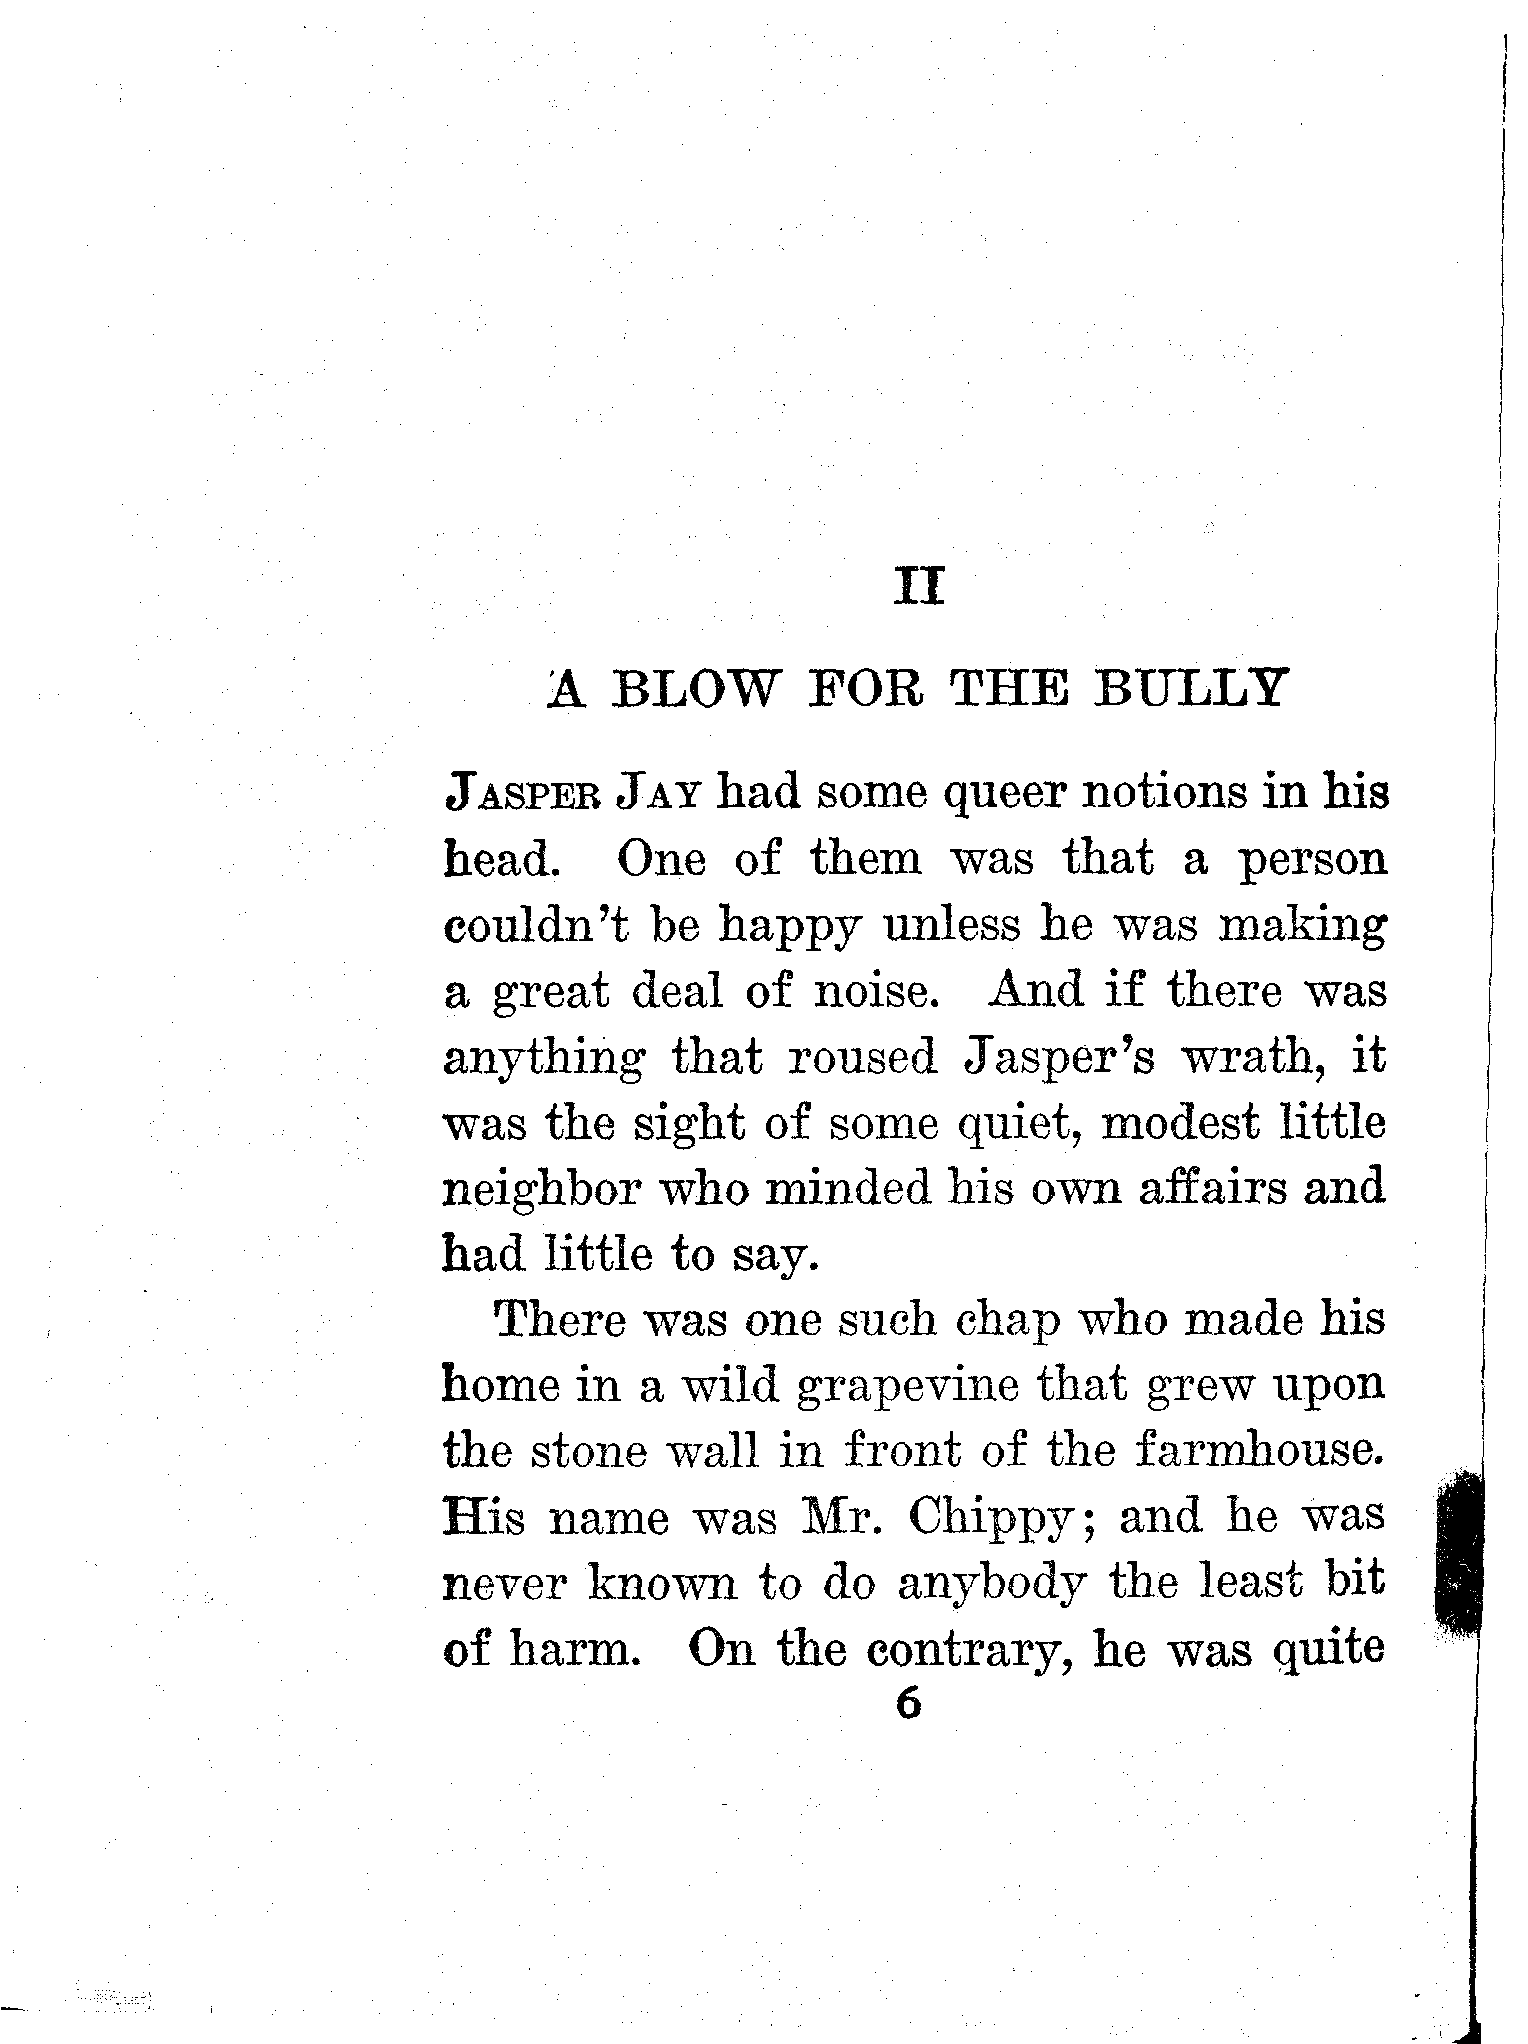 II
A BLOW FOR THE BULLY
JASPER JAY had some queer notions in his
head. One of them was that a person
couldn't be happy unless he was making
a great deal of noise. And if there was
anything that roused Jasper's wrath, it
was the sight of some quiet, modest little
neighbor who minded his own affairs and
had little to say.
There was one such chap who made his
home in a wild grapevine that grew upon
the stone wall in front of the farmhouse.
His name was Mr. Chippy; and he was
never known to do anybody the least bit
of harm. On the contrary, he was quite
6